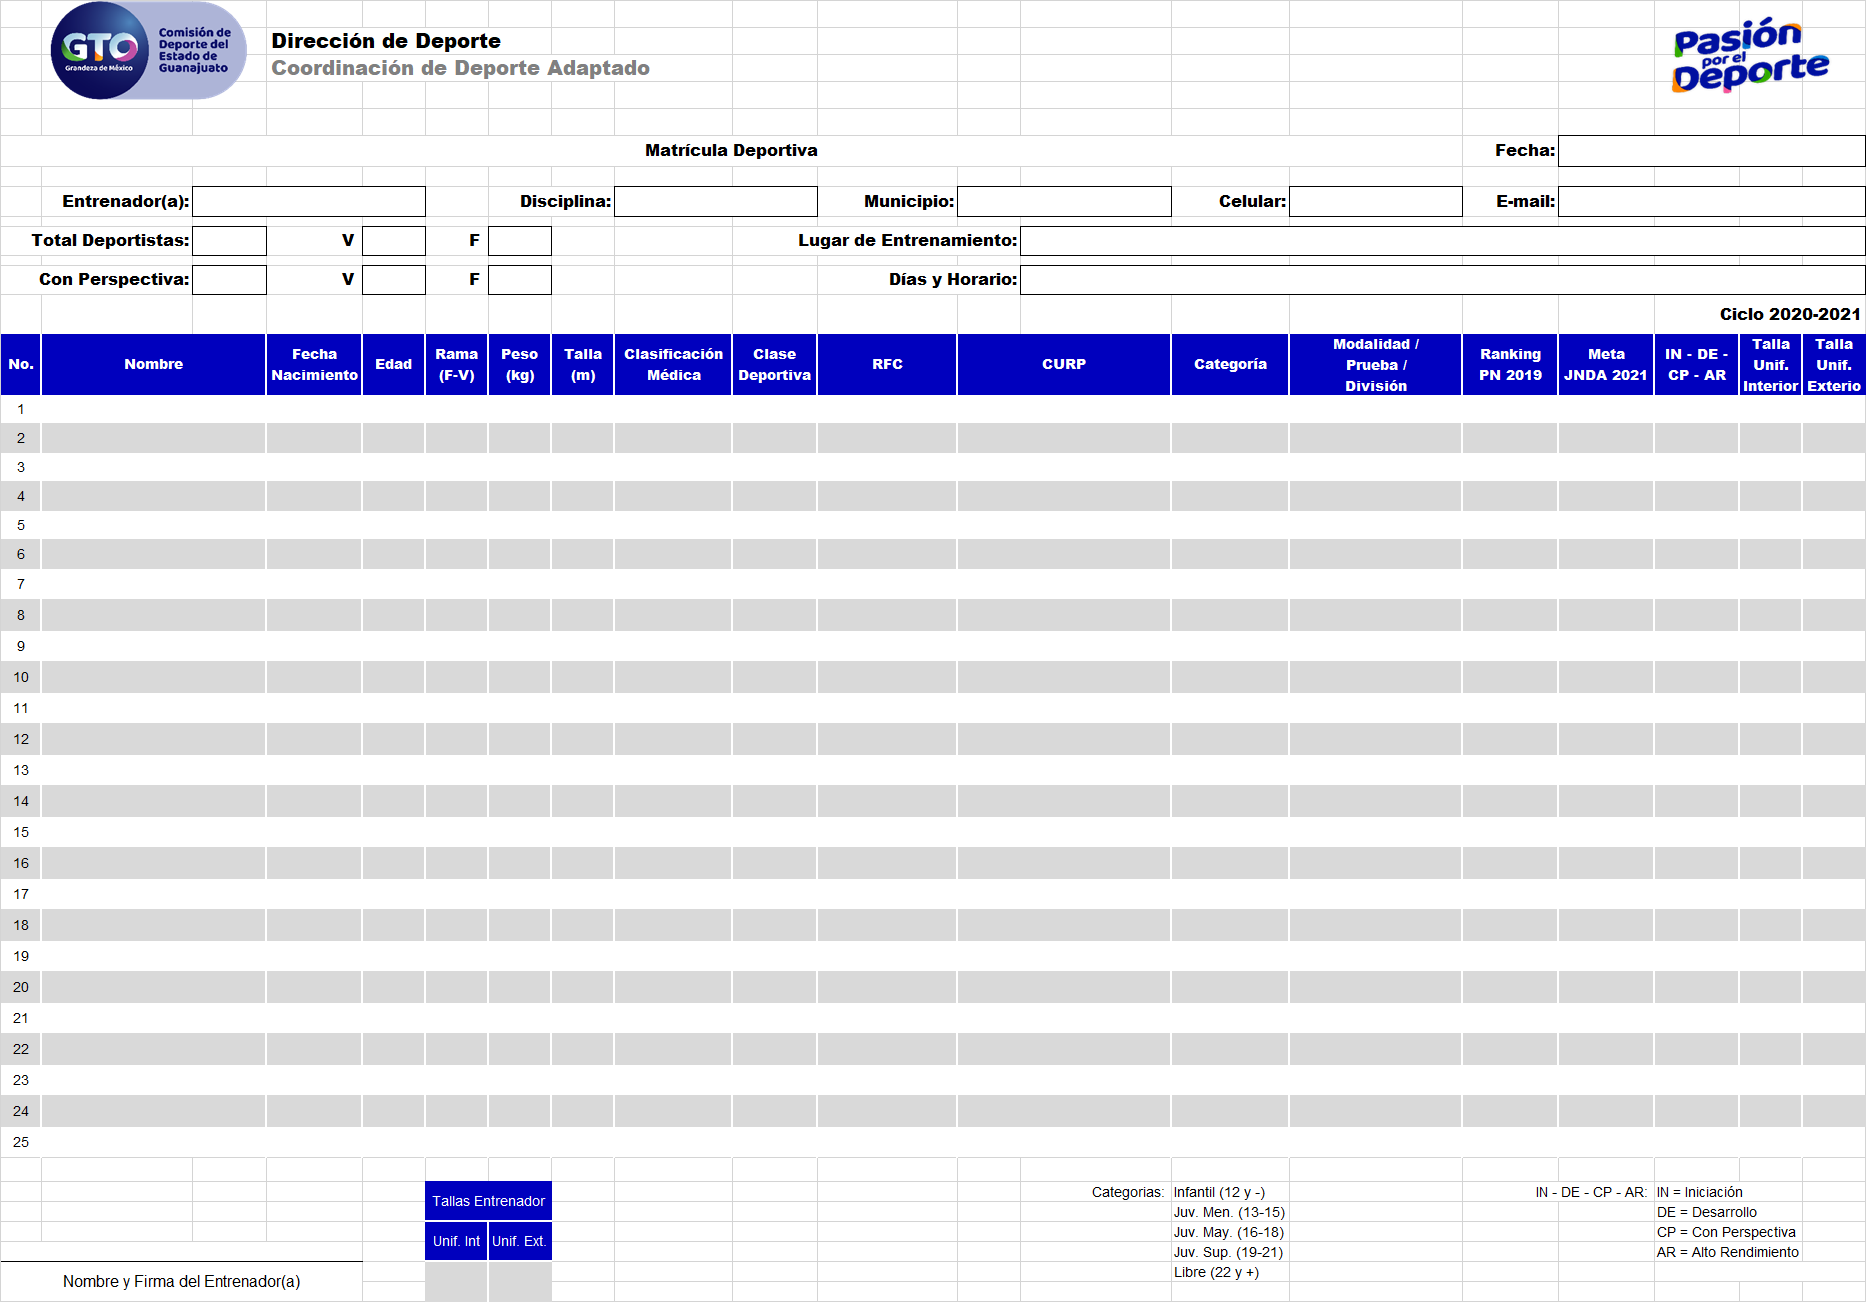 GTO
Grandeza de México
Comisión de
Deporte del
Estado de
Guanajuato
Dirección de Deporte
Coordinación de Deporte Adaptado
Pasión
por el
Deporte
Matrícula Deportiva
Fecha:
Entrenador(a):
Disciplina:
Municipio:
Celular:
E-mail:
Total Deportistas:
V
F
Lugar de Entrenamiento:
Con Perspectiva:
V
F
Días y Horario:
Ciclo 2020-2021
No.
Nombre
Fecha
Nacimiento
Edad
Rama
(F-V)
Peso
(kg)
Talla
(m)
Clasificación
Médica
Clase
Deportiva
RFC
CURP
Categoría
Modalidad /
Prueba /
División
Ranking
PN 2019
Meta
JNDA 2021
IN - DE -
CP - AR
Talla
Unif.
Interior
Talla
Unif.
Exterio
1
2
3
4
5
6
7
8
9
10
11
12
13
14
15
16
17
18
19
20
21
22
23
24
25
Tallas Entrenador
Unif. Int
Unif. Ext.
Nombre y Firma del Entrenador(a)
Categorias:
Infantil (12 y -)
Juv. Men. (13-15)
Juv. May. (16-18)
Juv. Sup. (19-21)
Libre (22 y +)
IN - DE - CP - AR:
IN = Iniciación
DE = Desarrollo
CP = Con Perspectiva
AR = Alto Rendimiento